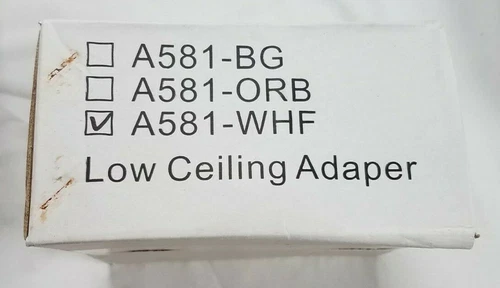 ☐ A581-BG
☐ A581-ORB
☑ A581-WHF
Low Ceiling Adaper